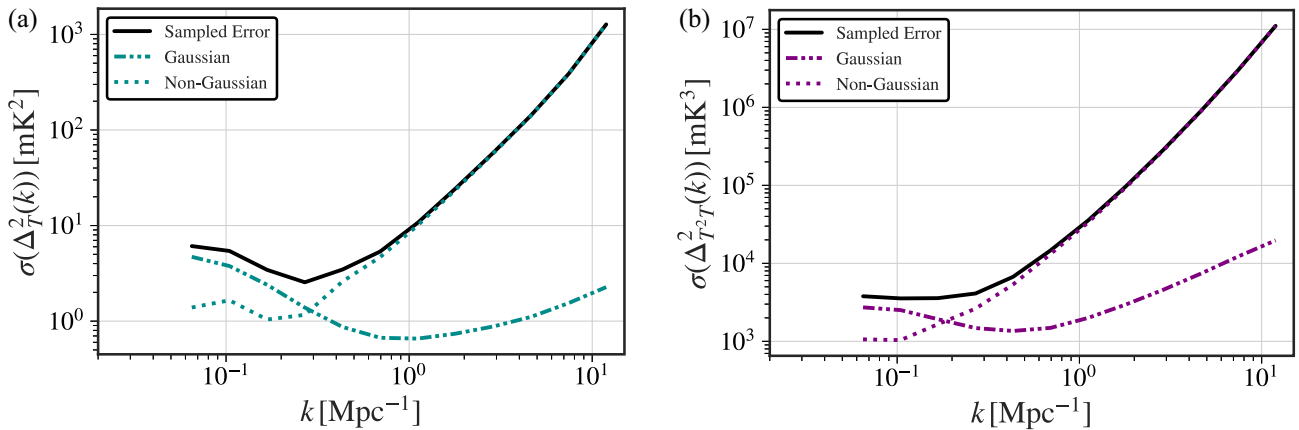 (a)
Sampled Error
Gaussian
Non-Gaussian
10³
10²
10¹
10⁰
σ(Δ²_T(k)) [mK²]
10⁻¹ 10⁰ 10¹
k [Mpc⁻¹]
(b)
Sampled Error
Gaussian
Non-Gaussian
10⁷
10⁶
10⁵
10⁴
10³
σ(Δ²_{T²T}(k)) [mK³]
10⁻¹ 10⁰ 10¹
k [Mpc⁻¹]